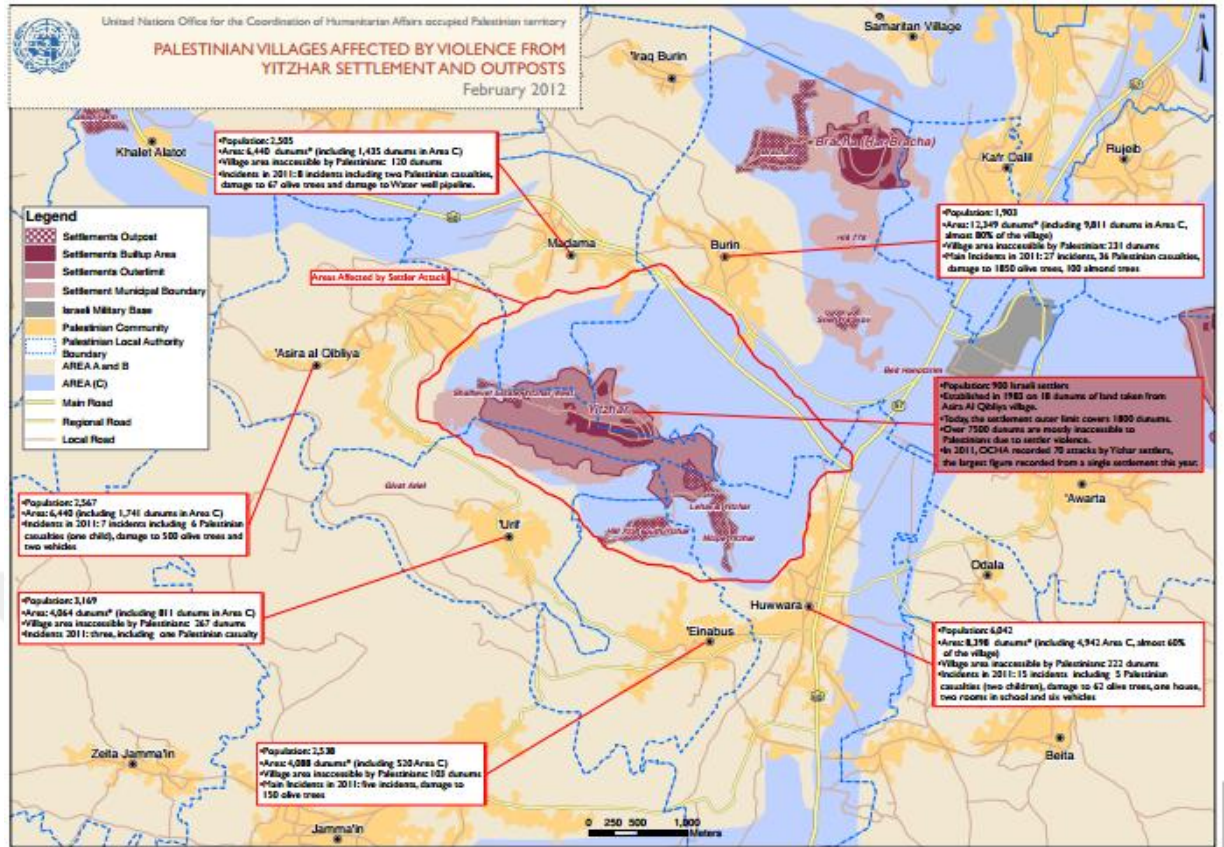 United Nations Office for the Coordination of Humanitarian Affairs occupied Palestinian territory
PALESTINIAN VILLAGES AFFECTED BY VIOLENCE FROM
YITZHAR SETTLEMENT AND OUTPOSTS
February 2012
Samaritan Village
'Iraq Burin
Khalet Alatot
•Population: 2,505
•Area: 6,440 dunums* (including 1,435 dunums in Area C)
•Village area inaccessible by Palestinians: 120 dunums
•Incidents in 2011: 8 incidents including two Palestinian casualties,
damage to 67 olive trees and damage to Water well pipeline.
Bracha (Har Bracha)
Kafr Qalil
Rujeib
Legend
Settlements Outpost
Settlements Builtup Area
Settlements Outerlimit
Settlement Municipal Boundary
Israeli Military Base
Palestinian Community
Palestinian Local Authority
Boundary
AREA A and B
AREA (C)
Main Road
Regional Road
Local Road
Madama
Burin
Hill 778
•Population: 1,903
•Area: 12,349 dunums* (including 9,811 dunums in Area C,
almost 80% of the village)
•Village area inaccessible by Palestinian: 231 dunums
•Main Incidents in 2011: 27 incidents, 36 Palestinian casualties,
damage to 1850 olive trees, 100 almond trees
Areas Affected by Settler Attack
'Asira al Qibliya
Yitzhar
•Population: 900 Israeli settlers
•Established in 1983 on 18 dunums of land taken from
Asira Al Qibliya village.
•Today, the settlement outer limit covers 1800 dunums.
•Over 7500 dunums are mostly inaccessible to
Palestinians due to settler violence.
•In 2011, OCHA recorded 70 attacks by Yizhar settlers,
the largest figure recorded from a single settlement this year.
'Awarta
•Population: 2,567
•Area: 6,440 (including 1,741 dunums in Area C)
•Incidents in 2011: 7 incidents including 6 Palestinian
casualties (one child), damage to 500 olive trees and
two vehicles
'Urif
Odala
•Population: 3,169
•Area: 4,064 dunums* (including 811 dunums in Area C)
•Village area inaccessible by Palestinians: 267 dunums
•Incidents 2011: three, including one Palestinian casualty
Huwwara
'Einabus
•Population: 6,042
•Area: 8,398 dunums* (including 4,942 Area C, almost 60%
of the village)
•Village area inaccessible by Palestinians: 222 dunums
•Incidents in 2011: 15 incidents including 5 Palestinian
casualties (two children), damage to 62 olive trees, one house,
two rooms in school and six vehicles
Zeita Jamma'in
Beita
•Population: 2,538
•Area: 4,088 dunums* (including 520 Area C)
•Village area inaccessible by Palestinians: 103 dunums
•Main Incidents in 2011: five incidents, damage to
150 olive trees
Jamma'in
0 250 500 1,000
Meters